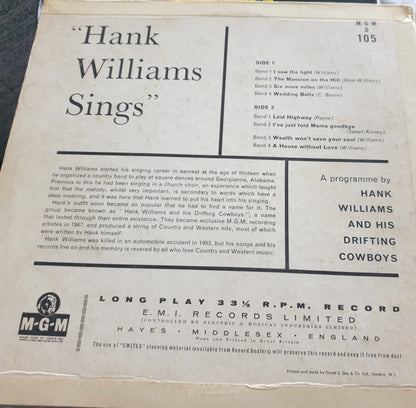 "Hank
Williams
Sings"
M-G-M
D
105
SIDE 1
Band 1 I saw the light (Williams)
Band 2 The Mansion on the Hill (Rose-Williams)
Band 3 Six more miles (Williams)
Band 4 Wedding Bells (C. Boone)
SIDE 2
Band 1 Lost Highway (Payne)
Band 2 I've just told Mama goodbye
(Sweet-Kinsey)
Band 3 Wealth won't save your soul (Williams)
Band 4 A House without Love (Williams)
Hank Williams started his singing career in earnest at the age of thirteen when
he organized a country band to play at square dances around Georgianna, Alabama.
Previous to this he had been singing in a church choir, an experience which taught
him that the melody, whilst very important, is secondary to words which have a
deep meaning, and it was here that Hank learned to put his heart into his singing.
Hank's outfit soon became so popular that he had to find a name for it. The
group became known as "Hank Williams and his Drifting Cowboys", a name
that lasted through their entire existence. They became exclusive M.G.M. recording
artistes in 1947, and produced a string of Country and Western hits, most of which
were written by Hank himself.
Hank Williams was killed in an automobile accident in 1953, but his songs and his
records live on and his memory is revered by all who love Country and Western music.
A programme by
HANK
WILLIAMS
AND HIS
DRIFTING
COWBOYS
M-G-M
LONG PLAY 33⅓ R.P.M. RECORD
E.M.I. RECORDS LIMITED
(CONTROLLED BY ELECTRIC & MUSICAL INDUSTRIES LIMITED)
HAYES • MIDDLESEX • ENGLAND
Made and Printed in Great Britain
The use of "EMITEX" cleaning material (available from Record Dealers) will preserve this record and keep it free from dust.
Printed and made by Ernest J. Day & Co. Ltd., London, W.1